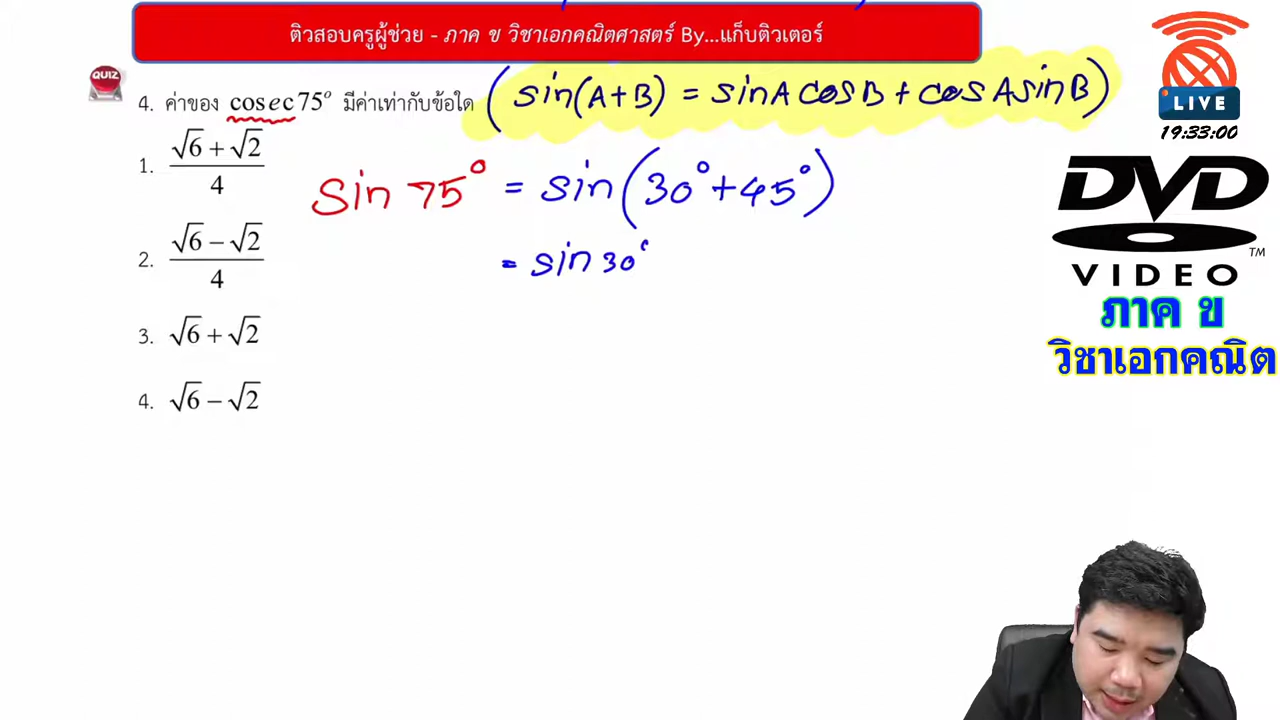 ติวสอบครูผู้ช่วย - ภาค ข วิชาเอกคณิตศาสตร์ By...แก็บติวเตอร์
QUIZ
4. ค่าของ cosec 75° มีค่าเท่ากับข้อใด (sin(A+B) = sinA cosB + cosA sinB)
1. (√6 + √2)/4
sin 75° = sin(30° + 45°)
= sin 30°
2. (√6 − √2)/4
3. √6 + √2
4. √6 − √2
LIVE
19:33:00
DVD
VIDEO
TM
ภาค ข
วิชาเอกคณิต